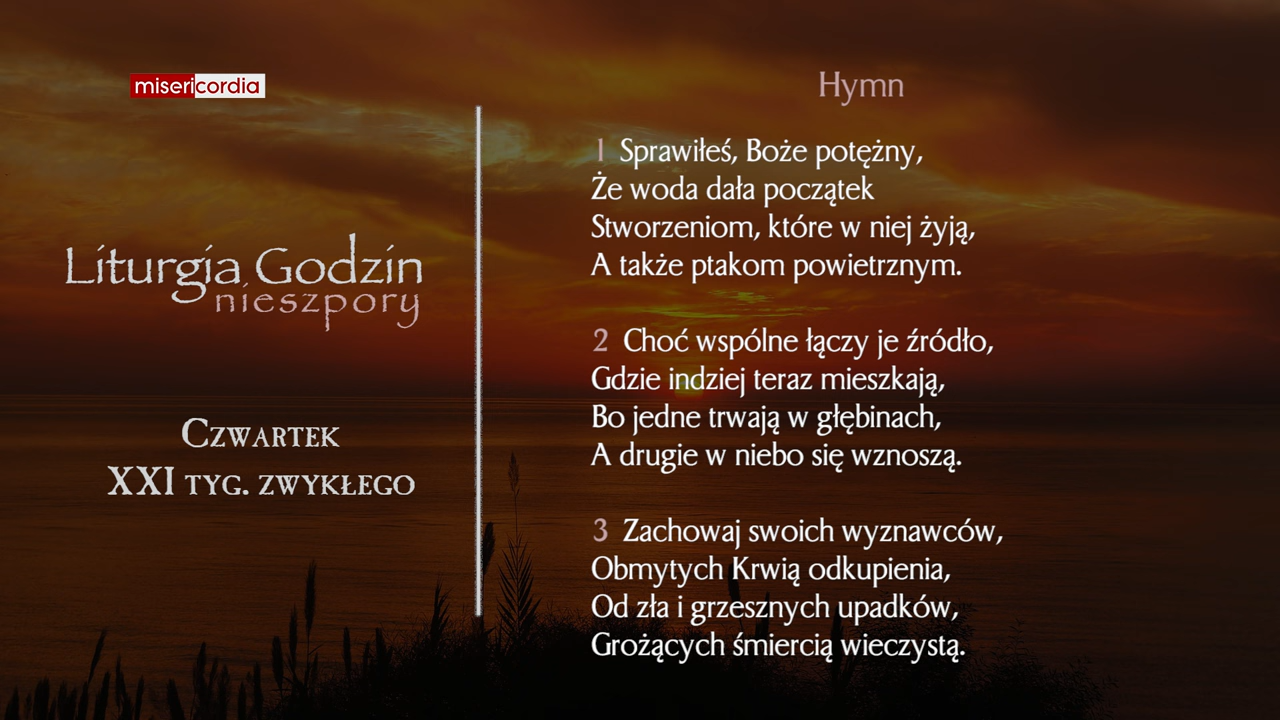 misericordia
Liturgia Godzin
nieszpory
Czwartek
XXI tyg. zwykłego
Hymn
1 Sprawiłeś, Boże potężny,
Że woda dała początek
Stworzeniom, które w niej żyją,
A także ptakom powietrznym.
2 Choć wspólne łączy je źródło,
Gdzie indziej teraz mieszkają,
Bo jedne trwają w głębinach,
A drugie w niebo się wznoszą.
3 Zachowaj swoich wyznawców,
Obmytych Krwią odkupienia,
Od zła i grzesznych upadków,
Grożących śmiercią wieczystą.